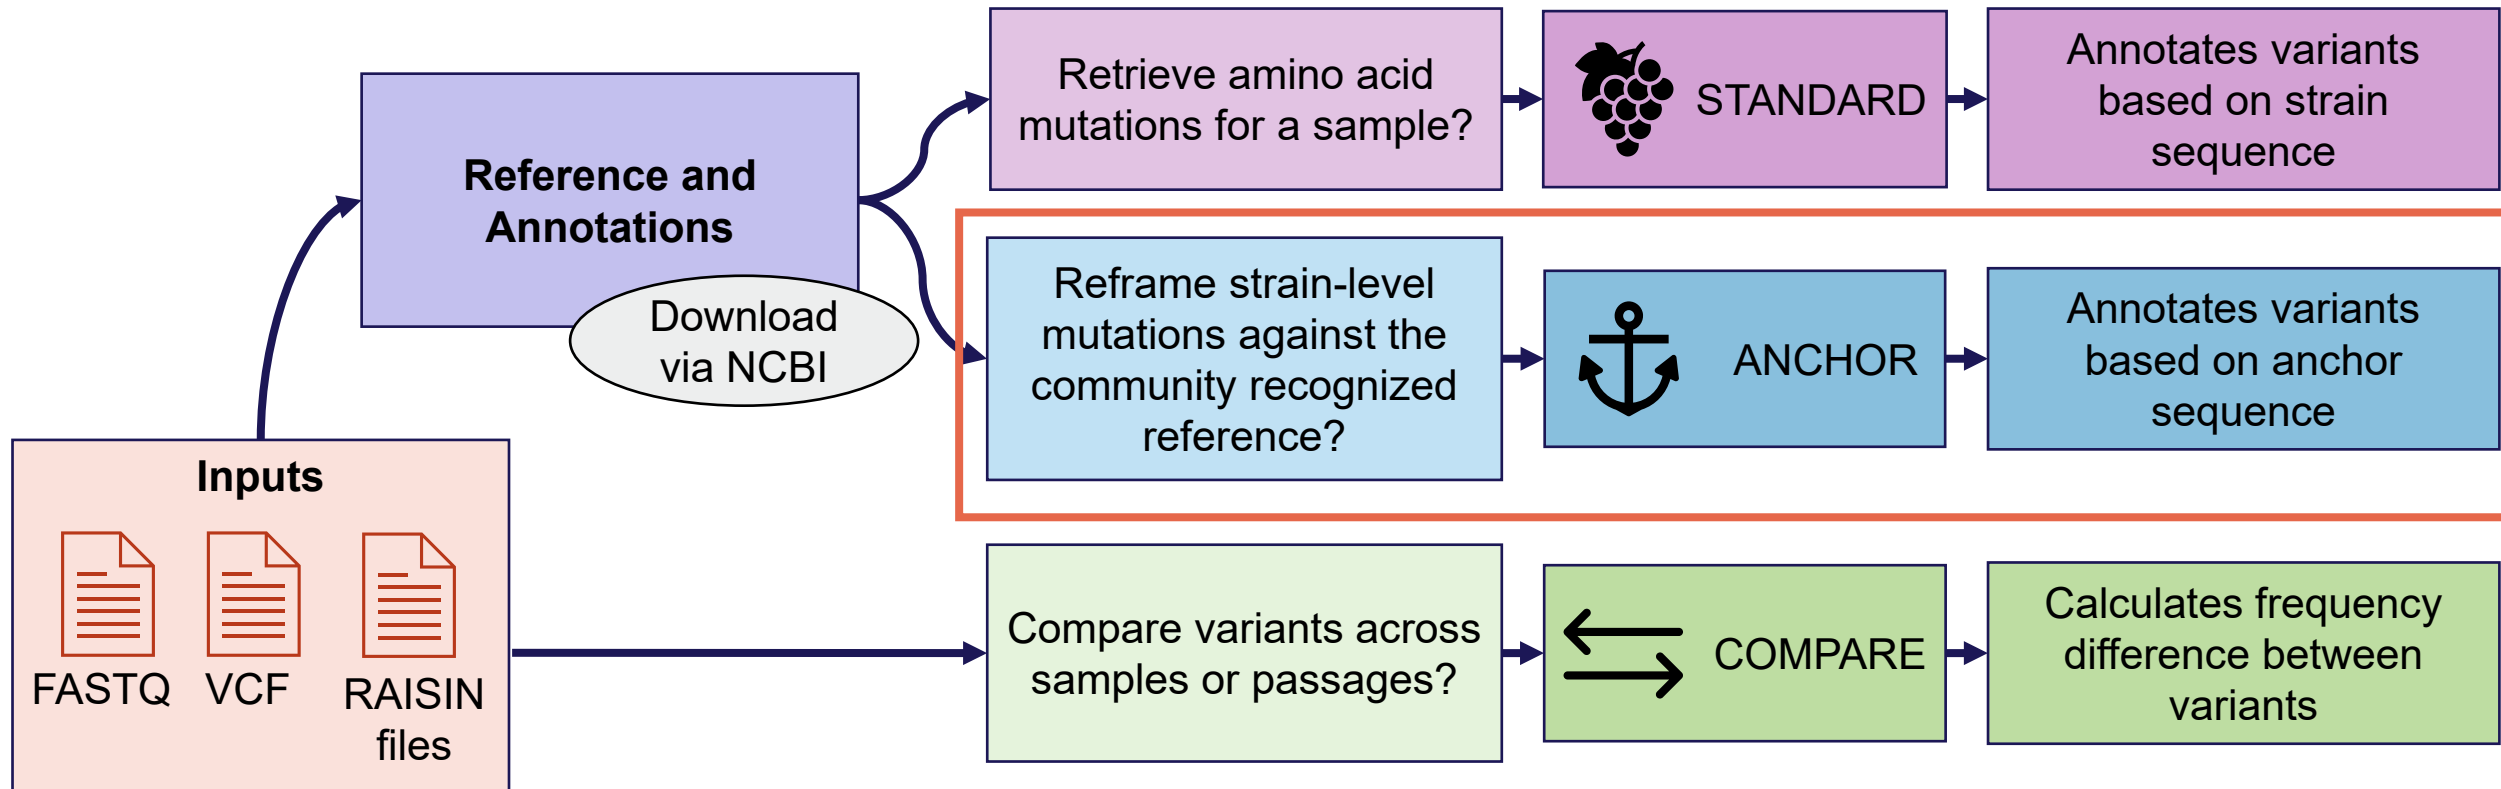 Reference and
Annotations
Download
via NCBI
Inputs
FASTQ
VCF
RAISIN
files
Retrieve amino acid
mutations for a sample?
STANDARD
Annotates variants
based on strain
sequence
Reframe strain-level
mutations against the
community recognized
reference?
ANCHOR
Annotates variants
based on anchor
sequence
Compare variants across
samples or passages?
COMPARE
Calculates frequency
difference between
variants